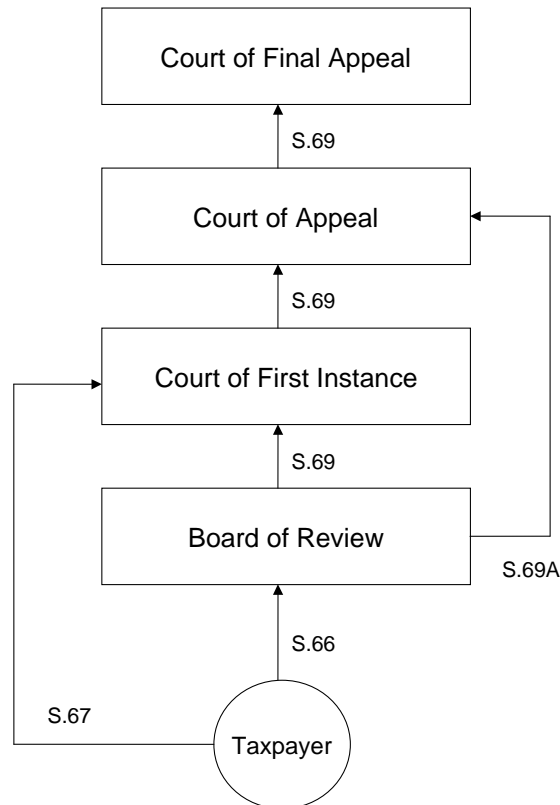 Court of Final Appeal
S.69
Court of Appeal
S.69
Court of First Instance
S.69
Board of Review
S.69A
S.66
S.67
Taxpayer